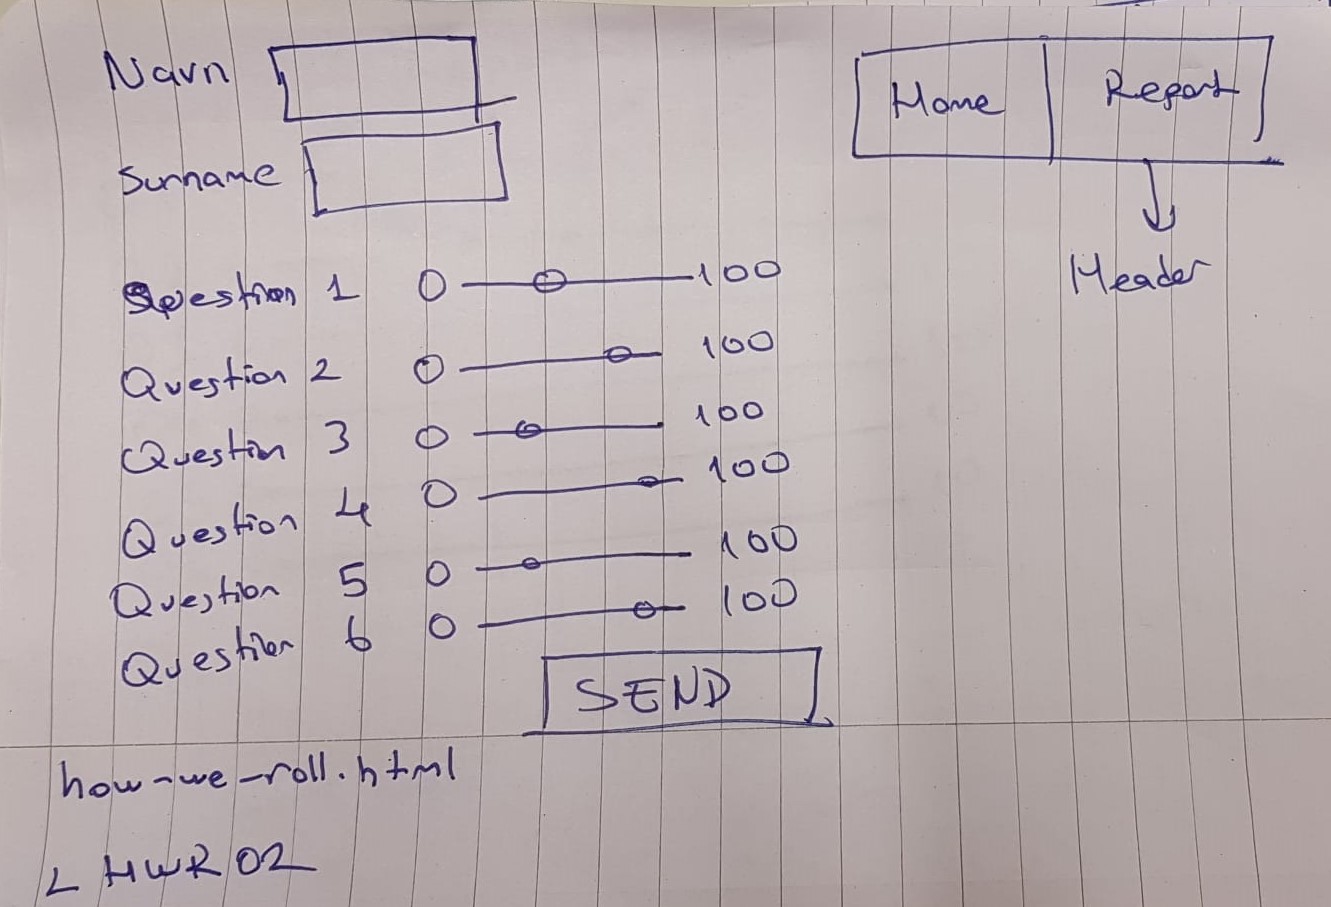 Navn
Surname
Home
Report
Header
Question 1 0 100
Question 2 0 100
Question 3 0 100
Question 4 0 100
Question 5 0 100
Question 6 0 100
SEND
how-we-roll.html
L HWR02